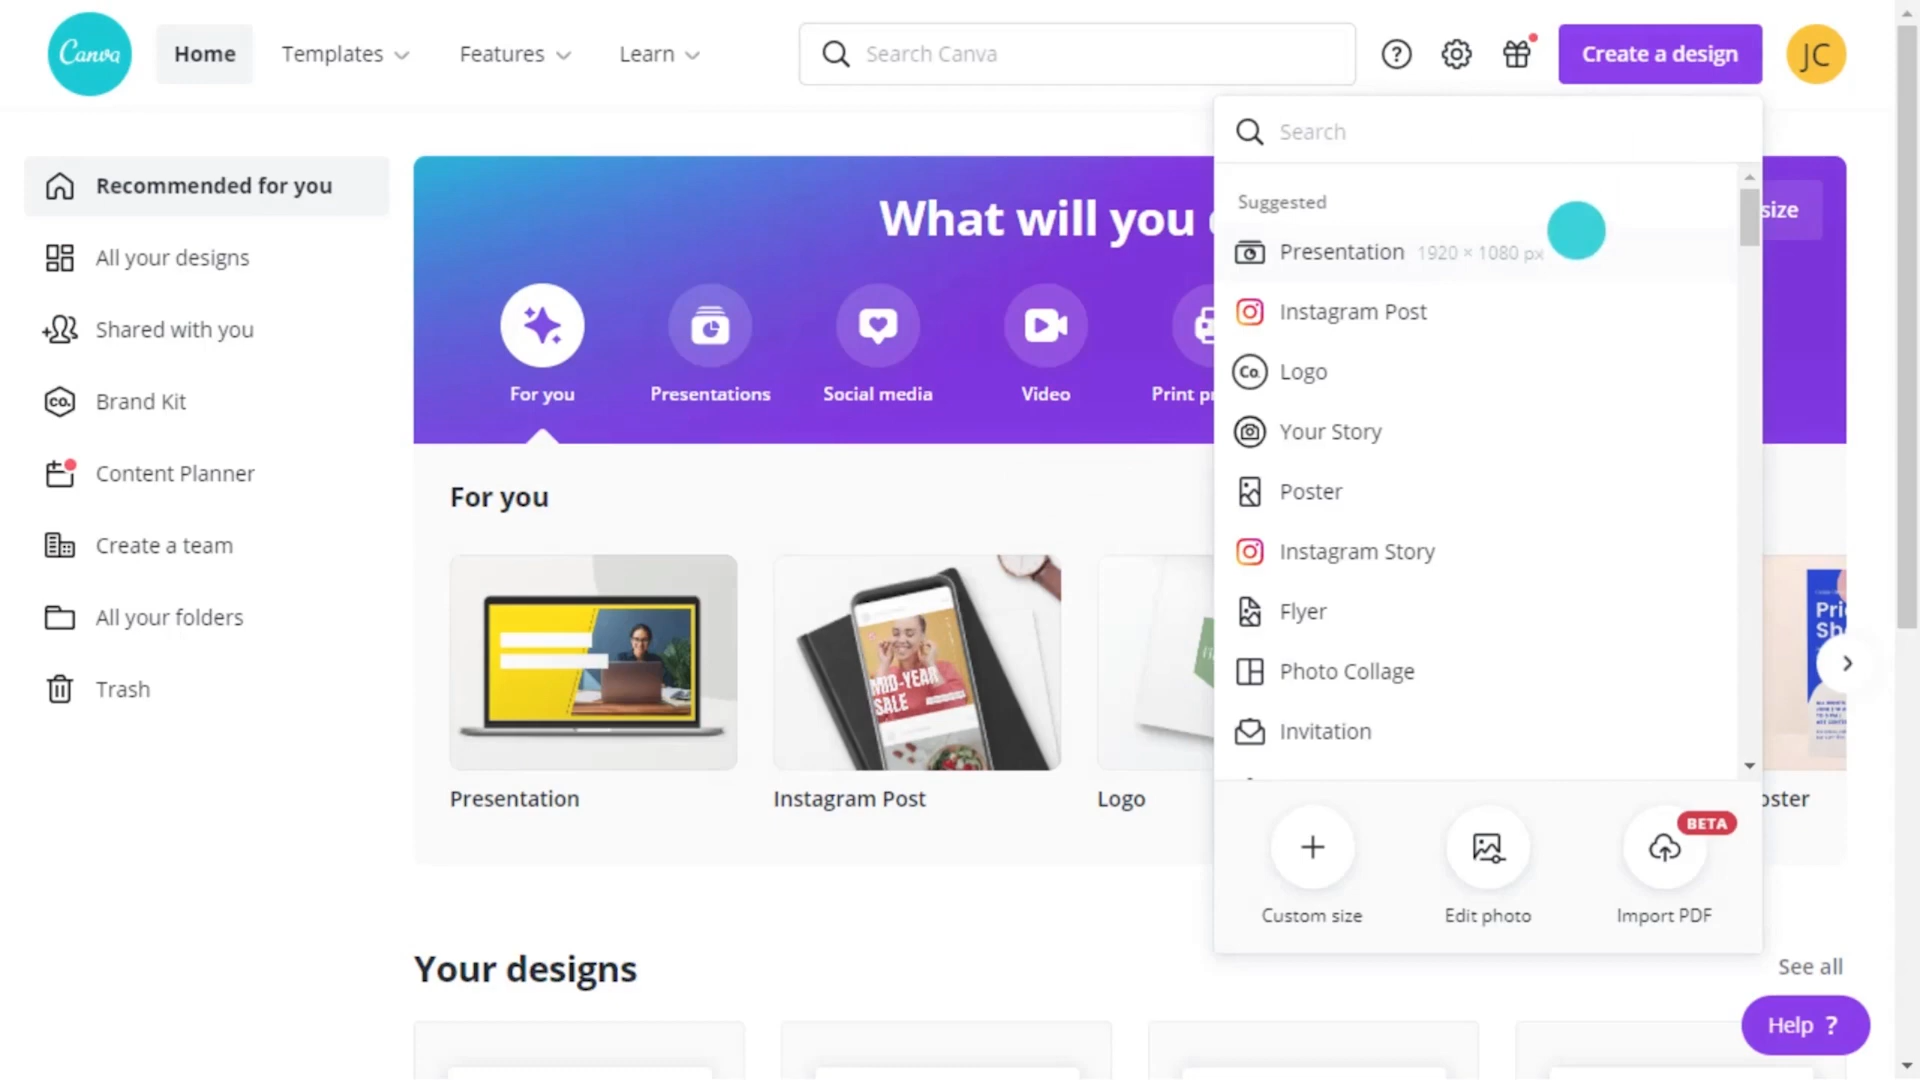 Canva
Home
Templates
Features
Learn
Search Canva
Create a design
JC
Search
Suggested
Presentation 1920 × 1080 px
Instagram Post
Logo
Your Story
Poster
Instagram Story
Flyer
Photo Collage
Invitation
Custom size
Edit photo
BETA
Import PDF
Recommended for you
All your designs
Shared with you
CO.
Brand Kit
Content Planner
Create a team
All your folders
Trash
What will you
size
For you
Presentations
Social media
Video
Print
For you
MID-YEAR
SALE
Presentation
Instagram Post
Logo
Your designs
See all
Help ?